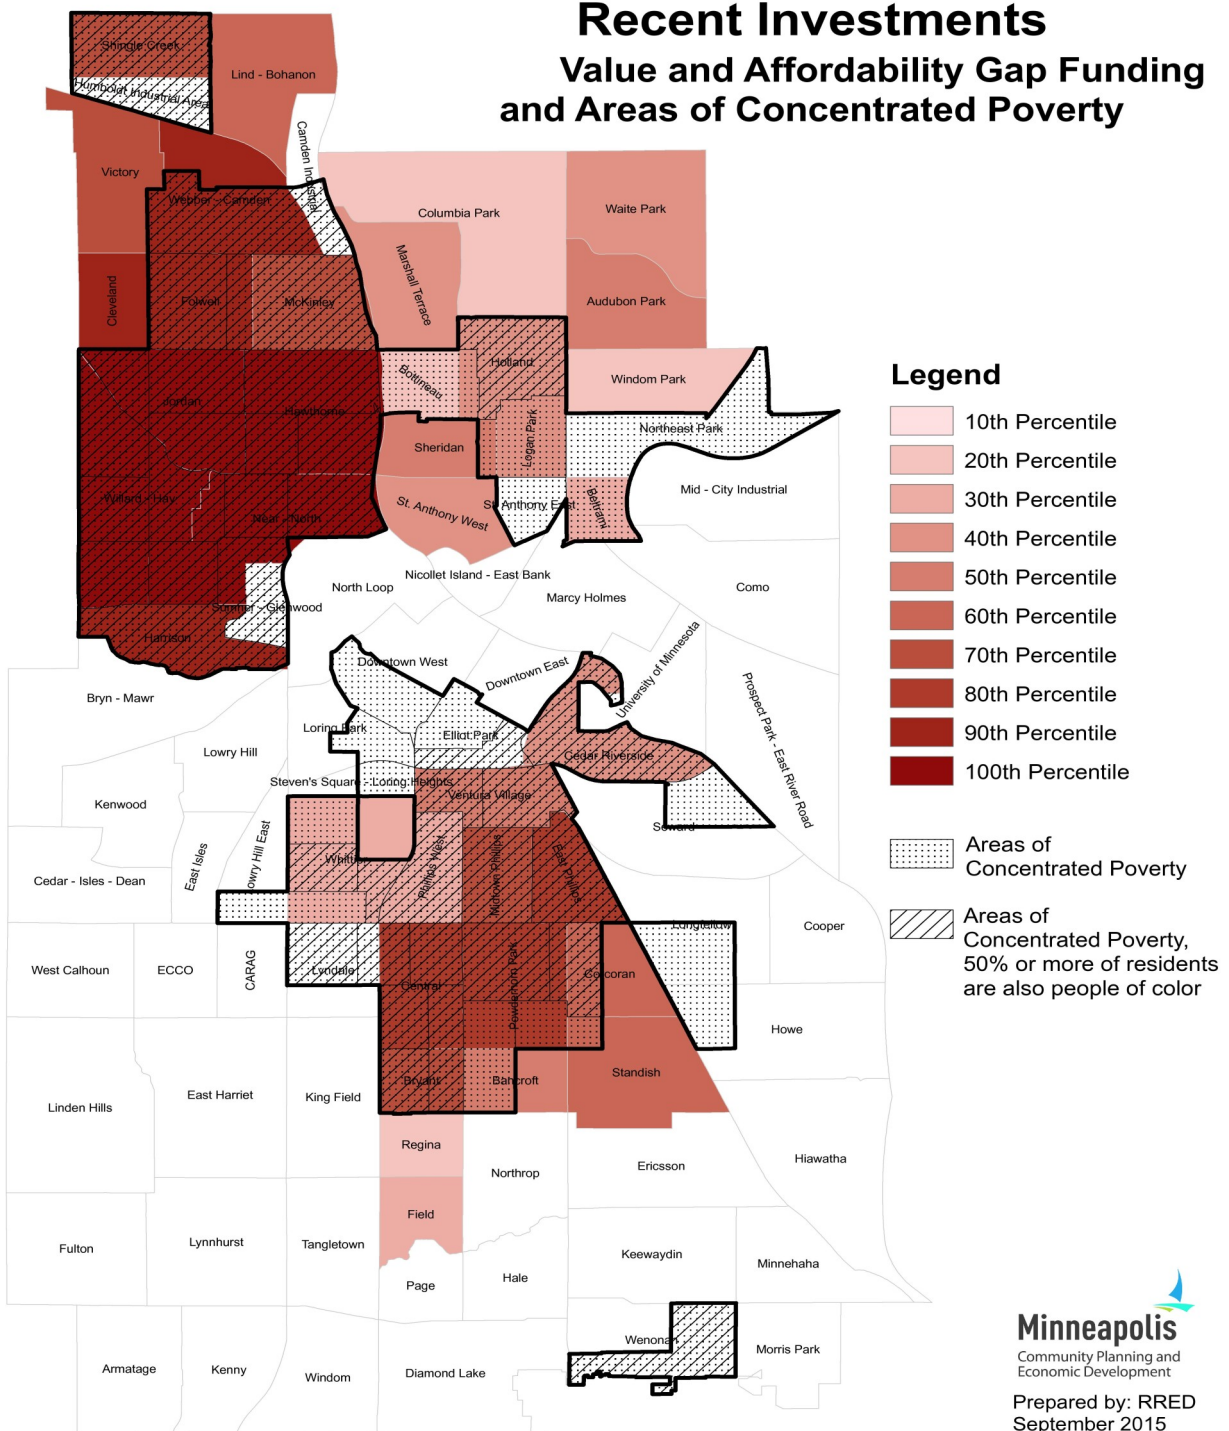 Recent Investments
Value and Affordability Gap Funding
and Areas of Concentrated Poverty
Shingle Creek
Lind - Bohanon
Humboldt Industrial Area
Camden Industrial
Victory
Webber - Camden
Columbia Park
Waite Park
Marshall Terrace
Cleveland
Folwell
McKinley
Audubon Park
Holland
Bottineau
Windom Park
Jordan
Hawthorne
Logan Park
Northeast Park
Sheridan
Willard - Hay
Near - North
St. Anthony West
St. Anthony East
Beltrami
Mid - City Industrial
Nicollet Island - East Bank
North Loop
Marcy Holmes
Como
Sumner - Glenwood
Harrison
Downtown West
Downtown East
University of Minnesota
Prospect Park - East River Road
Bryn - Mawr
Loring Park
Elliot Park
Cedar Riverside
Lowry Hill
Steven's Square - Loring Heights
Ventura Village
Kenwood
Seward
East Isles
Lowry Hill East
Whittier
Phillips West
Midtown Phillips
East Phillips
Cedar - Isles - Dean
Longfellow
Cooper
West Calhoun
ECCO
CARAG
Lyndale
Central
Powderhorn Park
Corcoran
Howe
Linden Hills
East Harriet
King Field
Bryant
Bancroft
Standish
Regina
Northrop
Ericsson
Hiawatha
Field
Fulton
Lynnhurst
Tangletown
Page
Hale
Keewaydin
Minnehaha
Wenonah
Morris Park
Armatage
Kenny
Windom
Diamond Lake
Legend
10th Percentile
20th Percentile
30th Percentile
40th Percentile
50th Percentile
60th Percentile
70th Percentile
80th Percentile
90th Percentile
100th Percentile
Areas of
Concentrated Poverty
Areas of
Concentrated Poverty,
50% or more of residents
are also people of color
Minneapolis
Community Planning and
Economic Development
Prepared by: RRED
September 2015